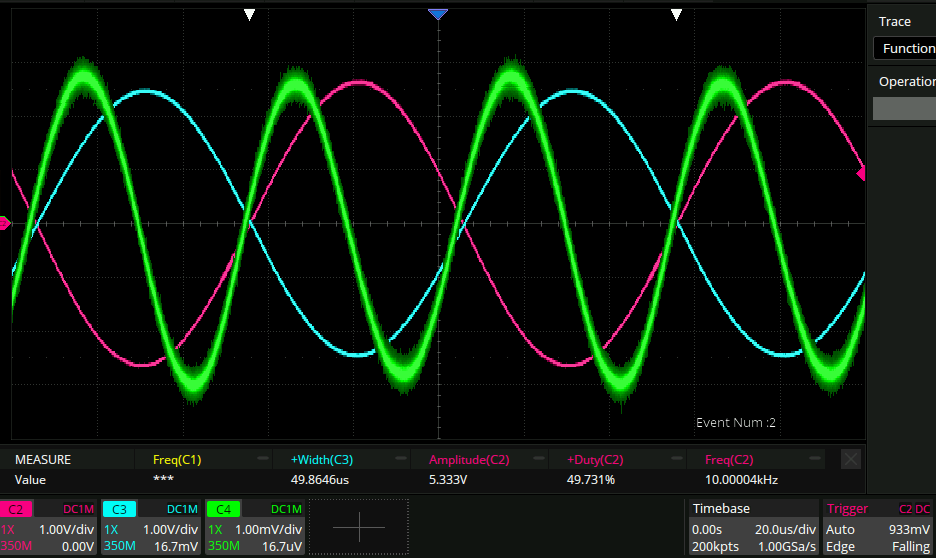 Trace
Function
Operation
Event Num :2
MEASURE Freq(C1) +Width(C3) Amplitude(C2) +Duty(C2) Freq(C2)
Value *** 49.8646us 5.333V 49.731% 10.00004kHz
C2 DC1M C3 DC1M C4 DC1M Timebase Trigger C2 DC
1X 1.00V/div 1X 1.00V/div 1X 1.00mV/div 0.00s 20.0us/div Auto 933mV
350M 0.00V 350M 16.7mV 350M 16.7uV 200kpts 1.00GSa/s Edge Falling